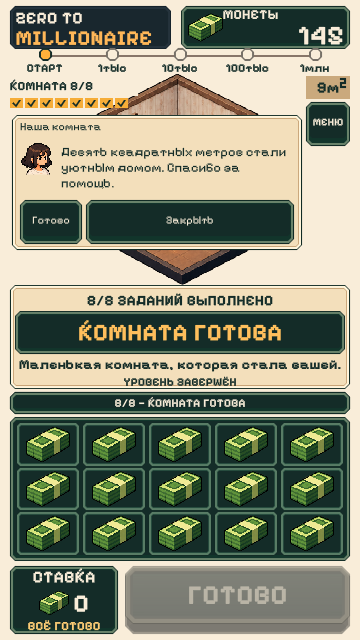 ZERO TO
MILLIONAIRE
МОНЕТЫ
148
СТАРТ
1тыс
10тыс
100тыс
1млн
КОМНАТА 8/8
9м²
МЕНЮ
Наша комната
Десять квадратных метров стали
уютным домом. Спасибо за
помощь.
Готово
Закрыть
8/8 ЗАДАНИЙ ВЫПОЛНЕНО
КОМНАТА ГОТОВА
Маленькая комната, которая стала вашей.
УРОВЕНЬ ЗАВЕРШЁН
8/8 – КОМНАТА ГОТОВА
СТАВКА
0
ВСЁ ГОТОВО
ГОТОВО